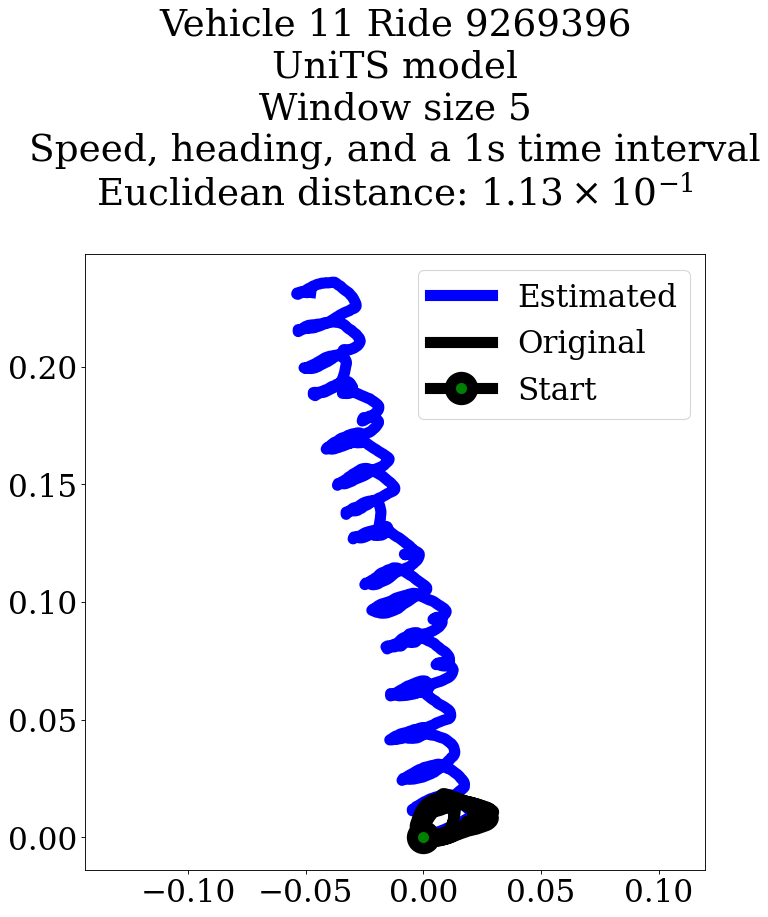 Vehicle 11 Ride 9269396
UniTS model
Window size 5
Speed, heading, and a 1s time interval
Euclidean distance: 1.13 × 10⁻¹
Estimated
Original
Start
0.20
0.15
0.10
0.05
0.00
−0.10 −0.05 0.00 0.05 0.10